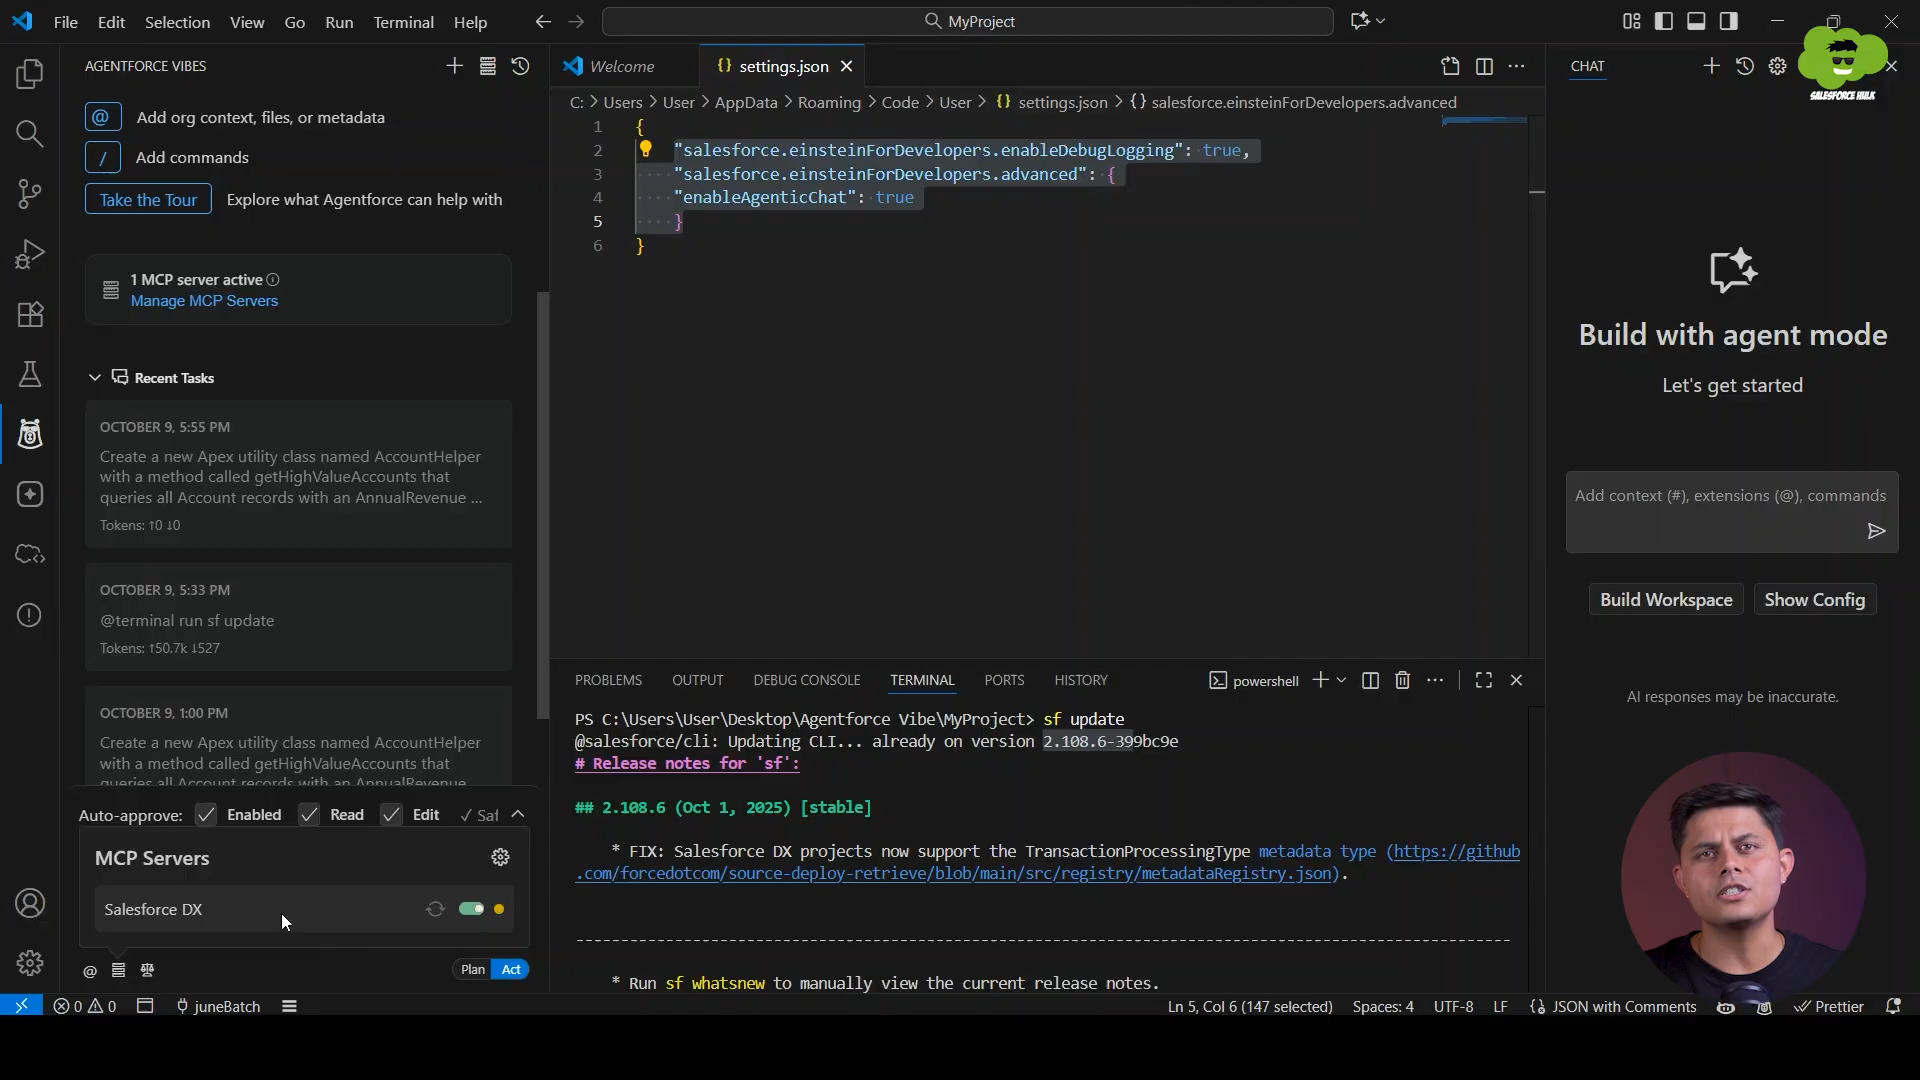 File Edit Selection View Go Run Terminal Help
MyProject
SALESFORCE HULK
AGENTFORCE VIBES
@ Add org context, files, or metadata
/ Add commands
Take the Tour Explore what Agentforce can help with
1 MCP server active
Manage MCP Servers
Recent Tasks
OCTOBER 9, 5:55 PM
Create a new Apex utility class named AccountHelper
with a method called getHighValueAccounts that
queries all Account records with an AnnualRevenue ...
Tokens: ↑0 ↓0
OCTOBER 9, 5:33 PM
@terminal run sf update
Tokens: ↑50.7k ↓527
OCTOBER 9, 1:00 PM
Create a new Apex utility class named AccountHelper
with a method called getHighValueAccounts that
queries all Account records with an AnnualRevenue
Auto-approve: Enabled Read Edit Saf
MCP Servers
Salesforce DX
@ Plan Act
Welcome {} settings.json
C: > Users > User > AppData > Roaming > Code > User > {} settings.json > {} salesforce.einsteinForDevelopers.advanced
1 {
2 "salesforce.einsteinForDevelopers.enableDebugLogging": true,
3 "salesforce.einsteinForDevelopers.advanced": {
4 "enableAgenticChat": true
5 }
6 }
PROBLEMS OUTPUT DEBUG CONSOLE TERMINAL PORTS HISTORY powershell
PS C:\Users\User\Desktop\Agentforce Vibe\MyProject> sf update
@salesforce/cli: Updating CLI... already on version 2.108.6-399bc9e
# Release notes for 'sf':
## 2.108.6 (Oct 1, 2025) [stable]
* FIX: Salesforce DX projects now support the TransactionProcessingType metadata type (https://github
.com/forcedotcom/source-deploy-retrieve/blob/main/src/registry/metadataRegistry.json).
--------------------------------------------------------------------------------
* Run sf whatsnew to manually view the current release notes.
CHAT
Build with agent mode
Let's get started
Add context (#), extensions (@), commands
Build Workspace Show Config
AI responses may be inaccurate.
0 0 juneBatch Ln 5, Col 6 (147 selected) Spaces: 4 UTF-8 LF JSON with Comments Prettier